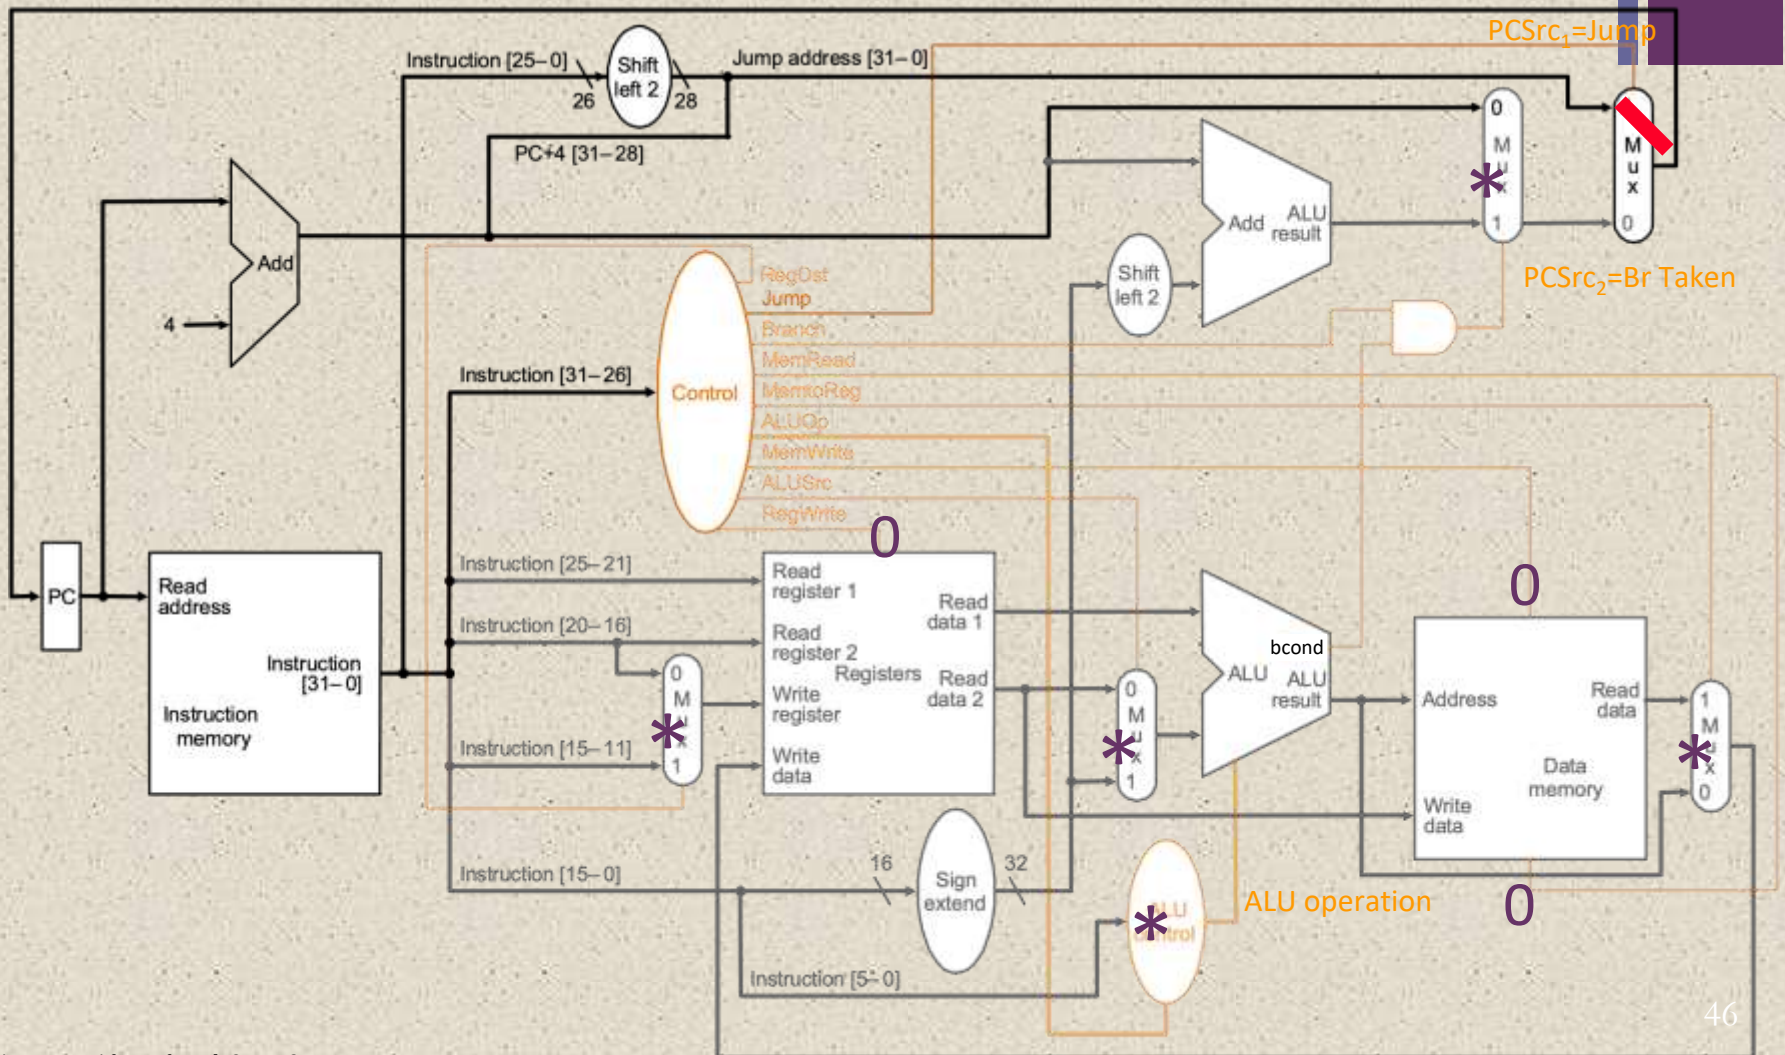 PCSrc1=Jump
Instruction [25–0]
Shift
left 2
Jump address [31–0]
26
28
PC+4 [31–28]
0
M
u
x
*
1
M
u
x
0
Add
ALU
result
Add
4
Shift
left 2
PCSrc2=Br Taken
RegDst
Jump
Branch
MemRead
MemtoReg
ALUOp
MemWrite
ALUSrc
RegWrite
Control
Instruction [31–26]
0
0
PC
Read
address
Instruction
[31–0]
Instruction
memory
Instruction [25–21]
Instruction [20–16]
Instruction [15–11]
0
M
u
x
*
1
Read
register 1
Read
register 2
Registers
Write
register
Write
data
Read
data 1
Read
data 2
0
M
u
x
*
1
bcond
ALU
ALU
result
Address
Read
data
Data
memory
Write
data
1
M
u
x
*
0
Instruction [15–0]
16
Sign
extend
32
ALU
control
*
ALU operation
0
Instruction [5–0]
46